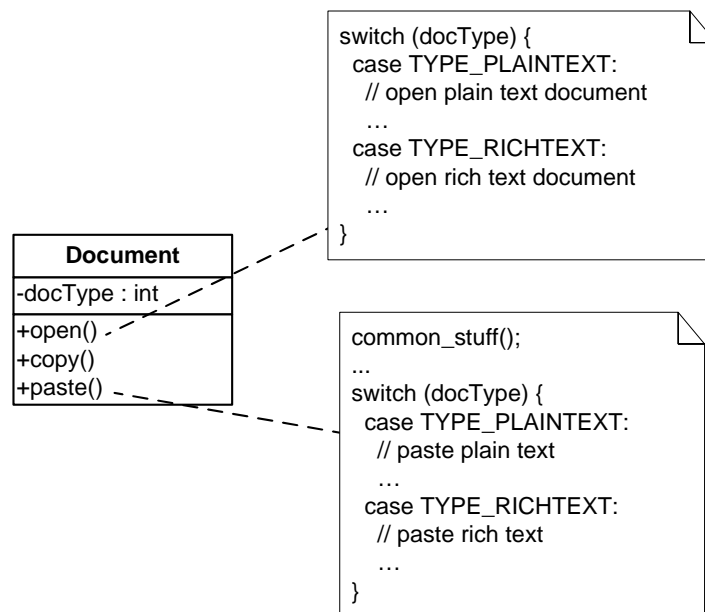 switch (docType) {
case TYPE_PLAINTEXT:
// open plain text document
…
case TYPE_RICHTEXT:
// open rich text document
…
}
Document
-docType : int
+open()
+copy()
+paste()
common_stuff();
...
switch (docType) {
case TYPE_PLAINTEXT:
// paste plain text
…
case TYPE_RICHTEXT:
// paste rich text
…
}